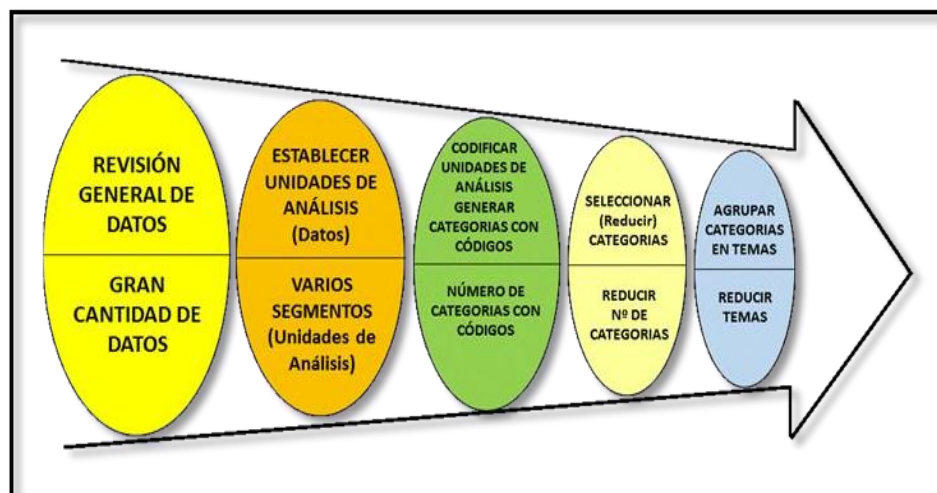 REVISIÓN
GENERAL DE
DATOS
GRAN
CANTIDAD DE
DATOS
ESTABLECER
UNIDADES DE
ANÁLISIS
(Datos)
VARIOS
SEGMENTOS
(Unidades de
Análisis)
CODIFICAR
UNIDADES DE
ANÁLISIS
GENERAR
CATEGORIAS CON
CÓDIGOS
NÚMERO DE
CATEGORIAS CON
CÓDIGOS
SELECCIONAR
(Reducir)
CATEGORIAS
REDUCIR
Nº DE
CATEGORIAS
AGRUPAR
CATEGORIAS
EN TEMAS
REDUCIR
TEMAS